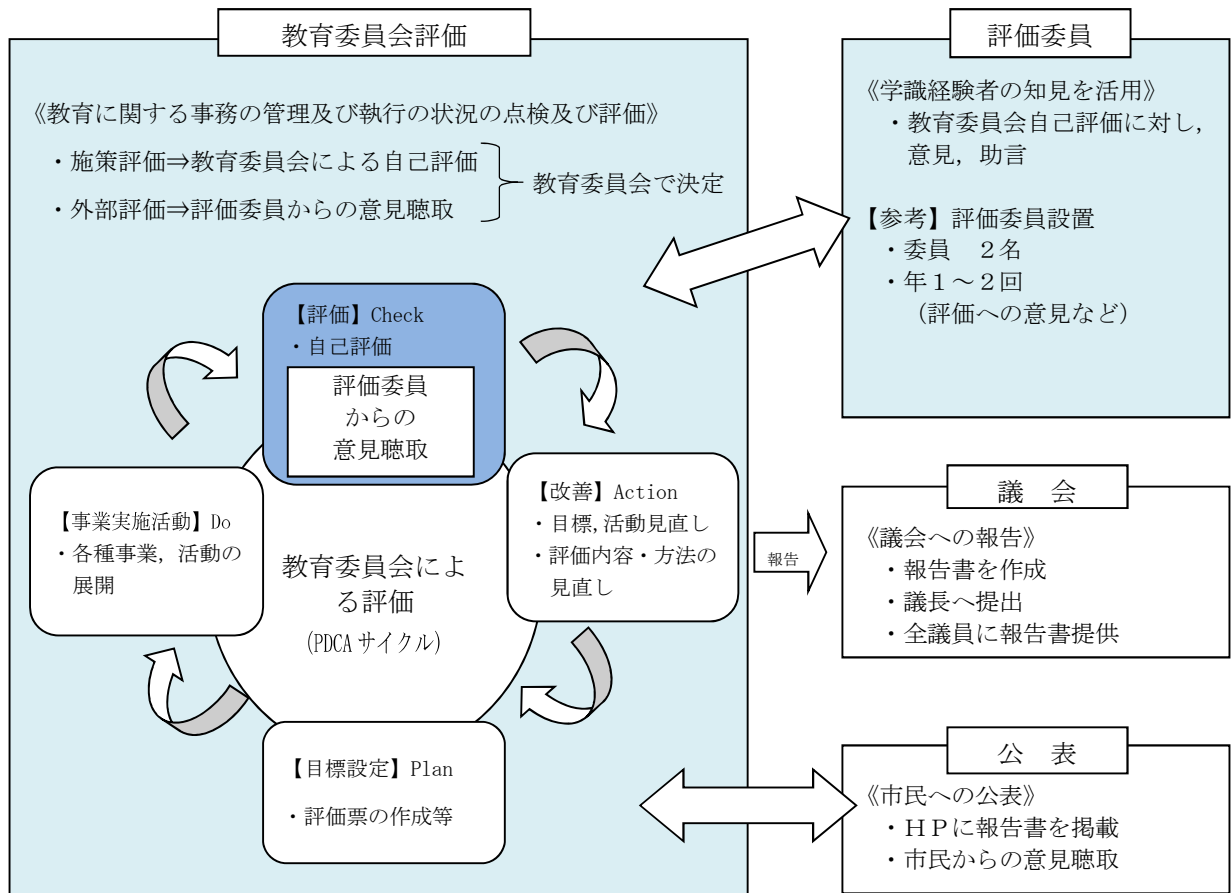 教育委員会評価
《教育に関する事務の管理及び執行の状況の点検及び評価》
・施策評価⇒教育委員会による自己評価
・外部評価⇒評価委員からの意見聴取
教育委員会で決定
【評価】Check
・自己評価
評価委員
からの
意見聴取
【事業実施活動】Do
・各種事業，活動の
展開
教育委員会によ
る評価
(PDCAサイクル)
【改善】Action
・目標,活動見直し
・評価内容・方法の
見直し
【目標設定】Plan
・評価票の作成等
評価委員
《学識経験者の知見を活用》
・教育委員会自己評価に対し，
意見，助言
【参考】評価委員設置
・委員　２名
・年１～２回
（評価への意見など）
報告
議　会
《議会への報告》
・報告書を作成
・議長へ提出
・全議員に報告書提供
公　表
《市民への公表》
・ＨＰに報告書を掲載
・市民からの意見聴取